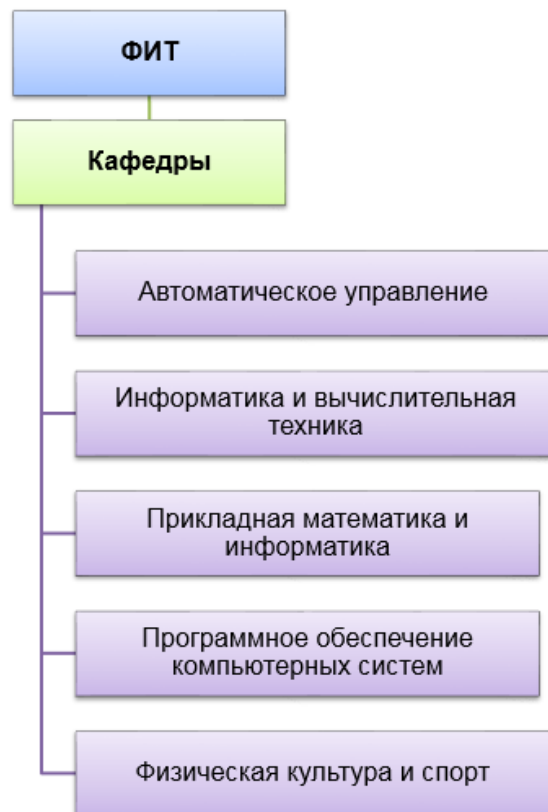 ФИТ
Кафедры
Автоматическое управление
Информатика и вычислительная
техника
Прикладная математика и
информатика
Программное обеспечение
компьютерных систем
Физическая культура и спорт